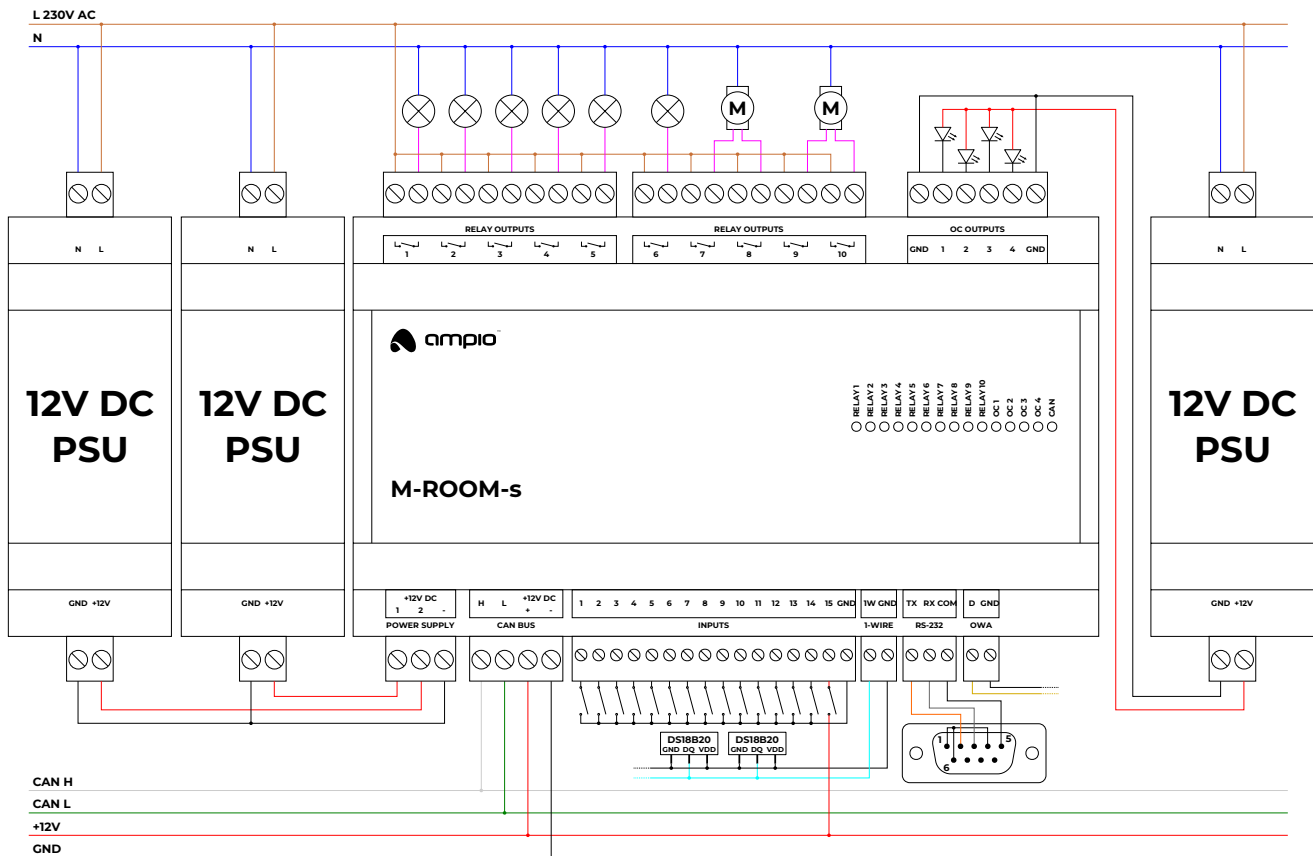 L 230V AC
N
M M
RELAY OUTPUTS RELAY OUTPUTS OC OUTPUTS
N L N L 1 2 3 4 5 6 7 8 9 10 GND 1 2 3 4 GND N L
ampio™
RELAY 1 RELAY 2 RELAY 3 RELAY 4 RELAY 5 RELAY 6 RELAY 7 RELAY 8 RELAY 9 RELAY 10 OC 1 OC 2 OC 3 OC 4 CAN
12V DC 12V DC 12V DC
PSU PSU PSU
M-ROOM-s
+12V DC +12V DC
GND +12V GND +12V 1 2 - H L + - 1 2 3 4 5 6 7 8 9 10 11 12 13 14 15 GND 1W GND TX RX COM D GND GND +12V
POWER SUPPLY CAN BUS INPUTS 1-WIRE RS-232 OWA
DS18B20 DS18B20
GND DQ VDD GND DQ VDD
1 5
6
CAN H
CAN L
+12V
GND